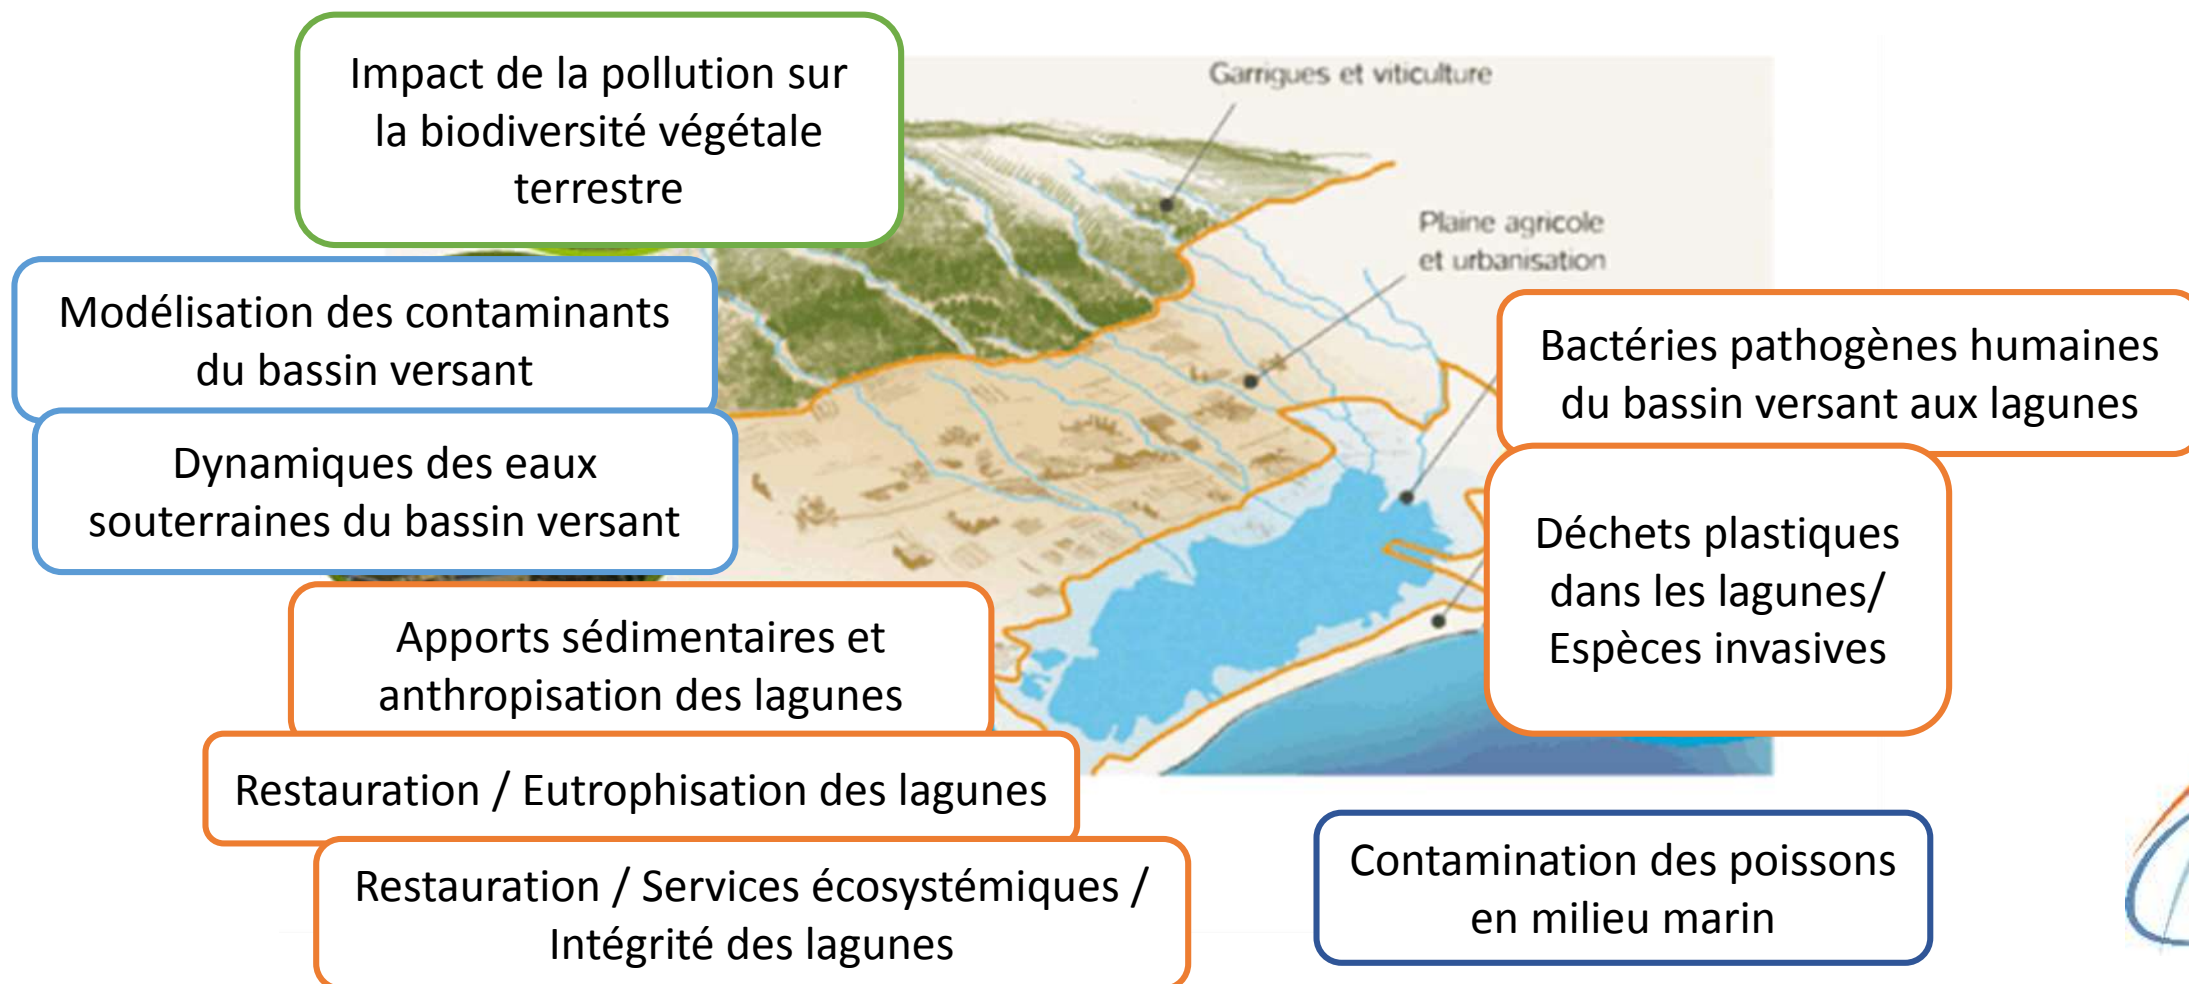 Impact de la pollution sur
la biodiversité végétale
terrestre
Garrigues et viticulture
Plaine agricole
et urbanisation
Modélisation des contaminants
du bassin versant
Dynamiques des eaux
souterraines du bassin versant
Bactéries pathogènes humaines
du bassin versant aux lagunes
Déchets plastiques
dans les lagunes/
Espèces invasives
Apports sédimentaires et
anthropisation des lagunes
Restauration / Eutrophisation des lagunes
Restauration / Services écosystémiques /
Intégrité des lagunes
Contamination des poissons
en milieu marin